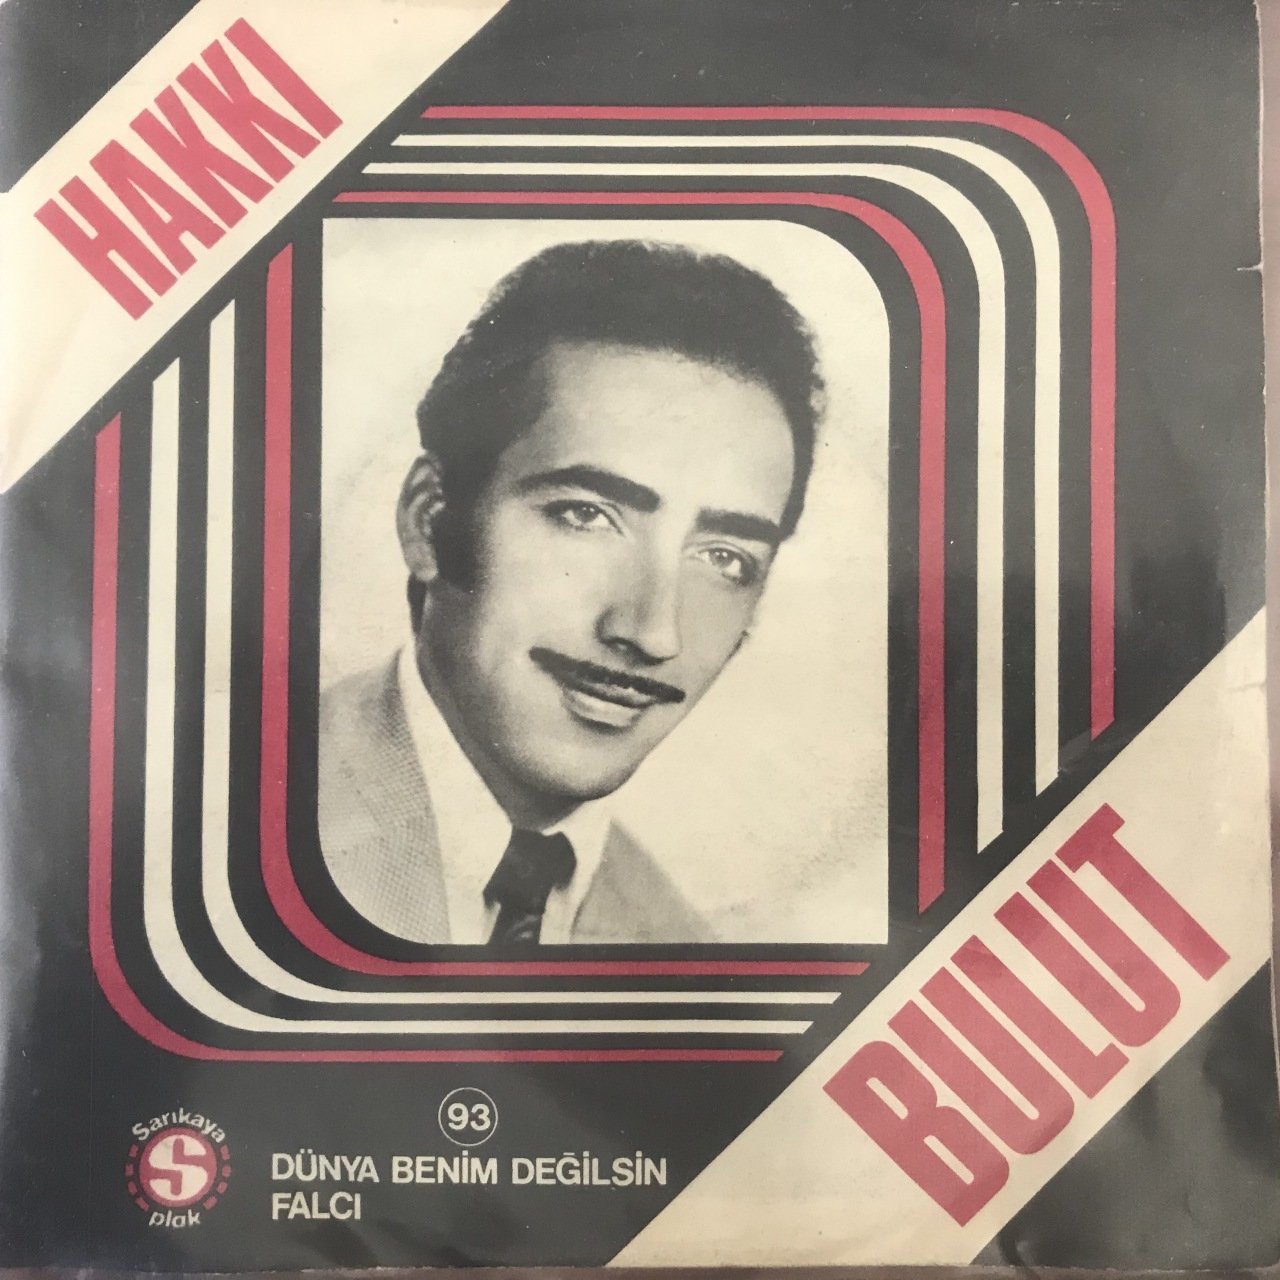 HAKKI
BULUT
93
Sarıkaya
S
plak
DÜNYA BENİM DEĞİLSİN
FALCI